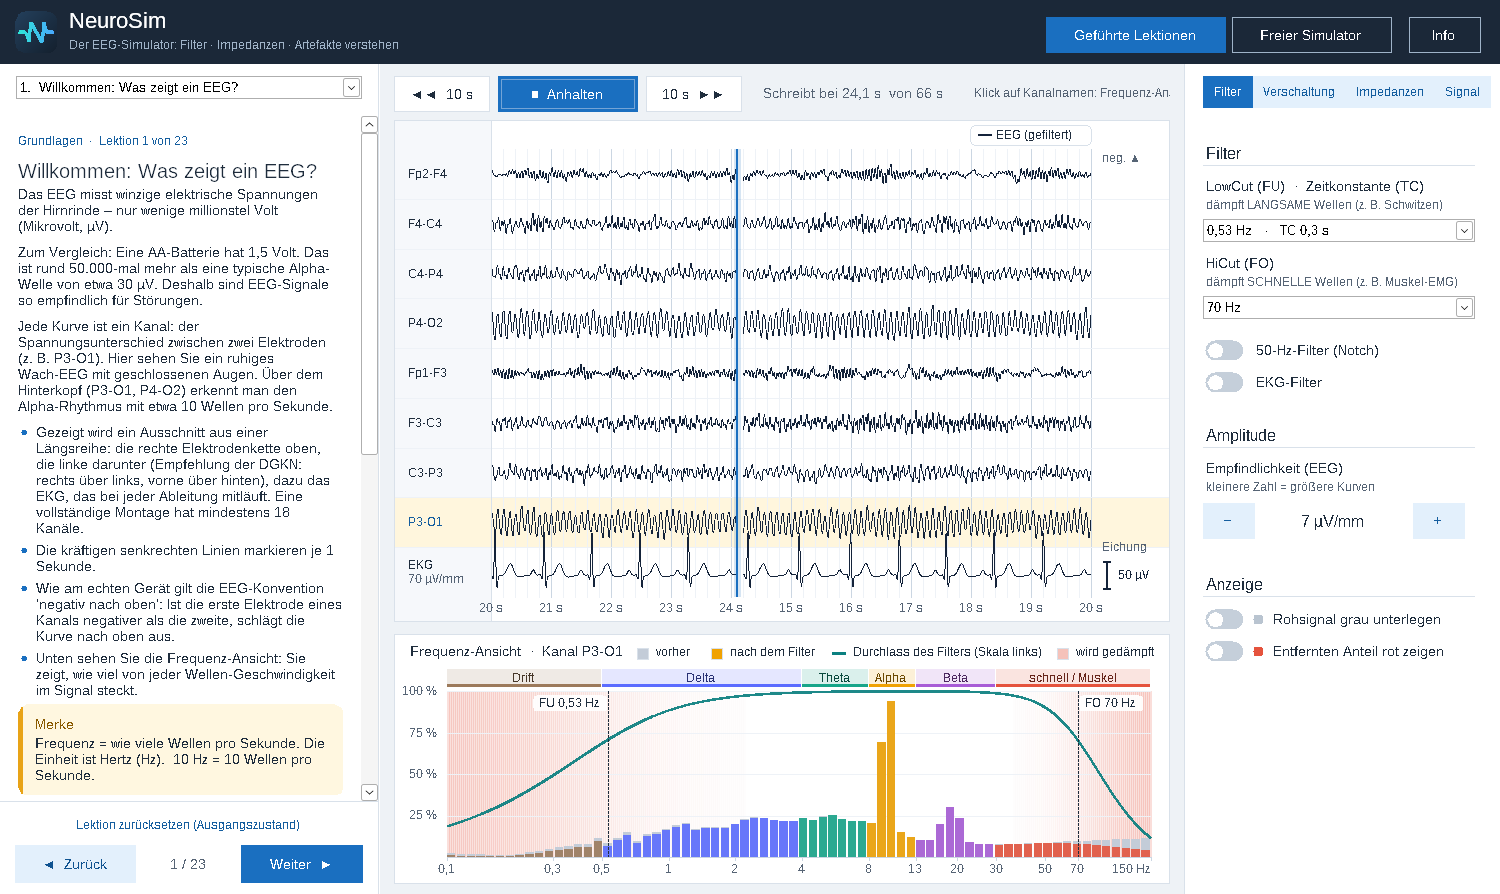 NeuroSim
Der EEG-Simulator: Filter · Impedanzen · Artefakte verstehen
Geführte Lektionen
Freier Simulator
Info
1. Willkommen: Was zeigt ein EEG?
Grundlagen · Lektion 1 von 23
Willkommen: Was zeigt ein EEG?
Das EEG misst winzige elektrische Spannungen
der Hirnrinde – nur wenige millionstel Volt
(Mikrovolt, µV).
Zum Vergleich: Eine AA-Batterie hat 1,5 Volt. Das
ist rund 50.000-mal mehr als eine typische Alpha-
Welle von etwa 30 µV. Deshalb sind EEG-Signale
so empfindlich für Störungen.
Jede Kurve ist ein Kanal: der
Spannungsunterschied zwischen zwei Elektroden
(z. B. P3-O1). Hier sehen Sie ein ruhiges
Wach-EEG mit geschlossenen Augen. Über dem
Hinterkopf (P3-O1, P4-O2) erkennt man den
Alpha-Rhythmus mit etwa 10 Wellen pro Sekunde.
• Gezeigt wird ein Ausschnitt aus einer
Längsreihe: die rechte Elektrodenkette oben,
die linke darunter (Empfehlung der DGKN:
rechts über links, vorne über hinten), dazu das
EKG, das bei jeder Ableitung mitläuft. Eine
vollständige Montage hat mindestens 18
Kanäle.
• Die kräftigen senkrechten Linien markieren je 1
Sekunde.
• Wie am echten Gerät gilt die EEG-Konvention
'negativ nach oben': Ist die erste Elektrode eines
Kanals negativer als die zweite, schlägt die
Kurve nach oben aus.
• Unten sehen Sie die Frequenz-Ansicht: Sie
zeigt, wie viel von jeder Wellen-Geschwindigkeit
im Signal steckt.
Merke
Frequenz = wie viele Wellen pro Sekunde. Die
Einheit ist Hertz (Hz). 10 Hz = 10 Wellen pro
Sekunde.
Lektion zurücksetzen (Ausgangszustand)
◄ Zurück
1 / 23
Weiter ►
◄◄ 10 s
■ Anhalten
10 s ►►
Schreibt bei 24,1 s von 66 s
Klick auf Kanalnamen: Frequenz-An
EEG (gefiltert)
neg. ▲
Fp2-F4
F4-C4
C4-P4
P4-O2
Fp1-F3
F3-C3
C3-P3
P3-O1
EKG
70 µV/mm
Eichung
50 µV
20 s 21 s 22 s 23 s 24 s 15 s 16 s 17 s 18 s 19 s 20 s
Frequenz-Ansicht · Kanal P3-O1
vorher
nach dem Filter
Durchlass des Filters (Skala links)
wird gedämpft
Drift Delta Theta Alpha Beta schnell / Muskel
100 %
75 %
50 %
25 %
FU 0,53 Hz
FO 70 Hz
0,1 0,3 0,5 1 2 4 8 13 20 30 50 70 150 Hz
Filter
Verschaltung
Impedanzen
Signal
Filter
LowCut (FU) · Zeitkonstante (TC)
dämpft LANGSAME Wellen (z. B. Schwitzen)
0,53 Hz · TC 0,3 s
HiCut (FO)
dämpft SCHNELLE Wellen (z. B. Muskel-EMG)
70 Hz
50-Hz-Filter (Notch)
EKG-Filter
Amplitude
Empfindlichkeit (EEG)
kleinere Zahl = größere Kurven
−
7 µV/mm
+
Anzeige
Rohsignal grau unterlegen
Entfernten Anteil rot zeigen